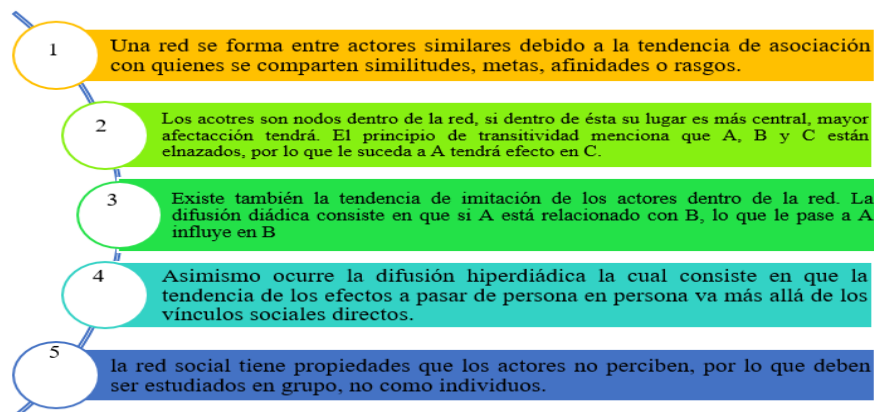 1
Una red se forma entre actores similares debido a la tendencia de asociación
con quienes se comparten similitudes, metas, afinidades o rasgos.
2
Los acotres son nodos dentro de la red, si dentro de ésta su lugar es más central, mayor
afectacción tendrá. El principio de transitividad menciona que A, B y C están
elnazados, por lo que le suceda a A tendrá efecto en C.
3
Existe también la tendencia de imitación de los actores dentro de la red. La
difusión diádica consiste en que si A está relacionado con B, lo que le pase a A
influye en B
4
Asimismo ocurre la difusión hiperdiádica la cual consiste en que la
tendencia de los efectos a pasar de persona en persona va más allá de los
vínculos sociales directos.
5
la red social tiene propiedades que los actores no perciben, por lo que deben
ser estudiados en grupo, no como individuos.